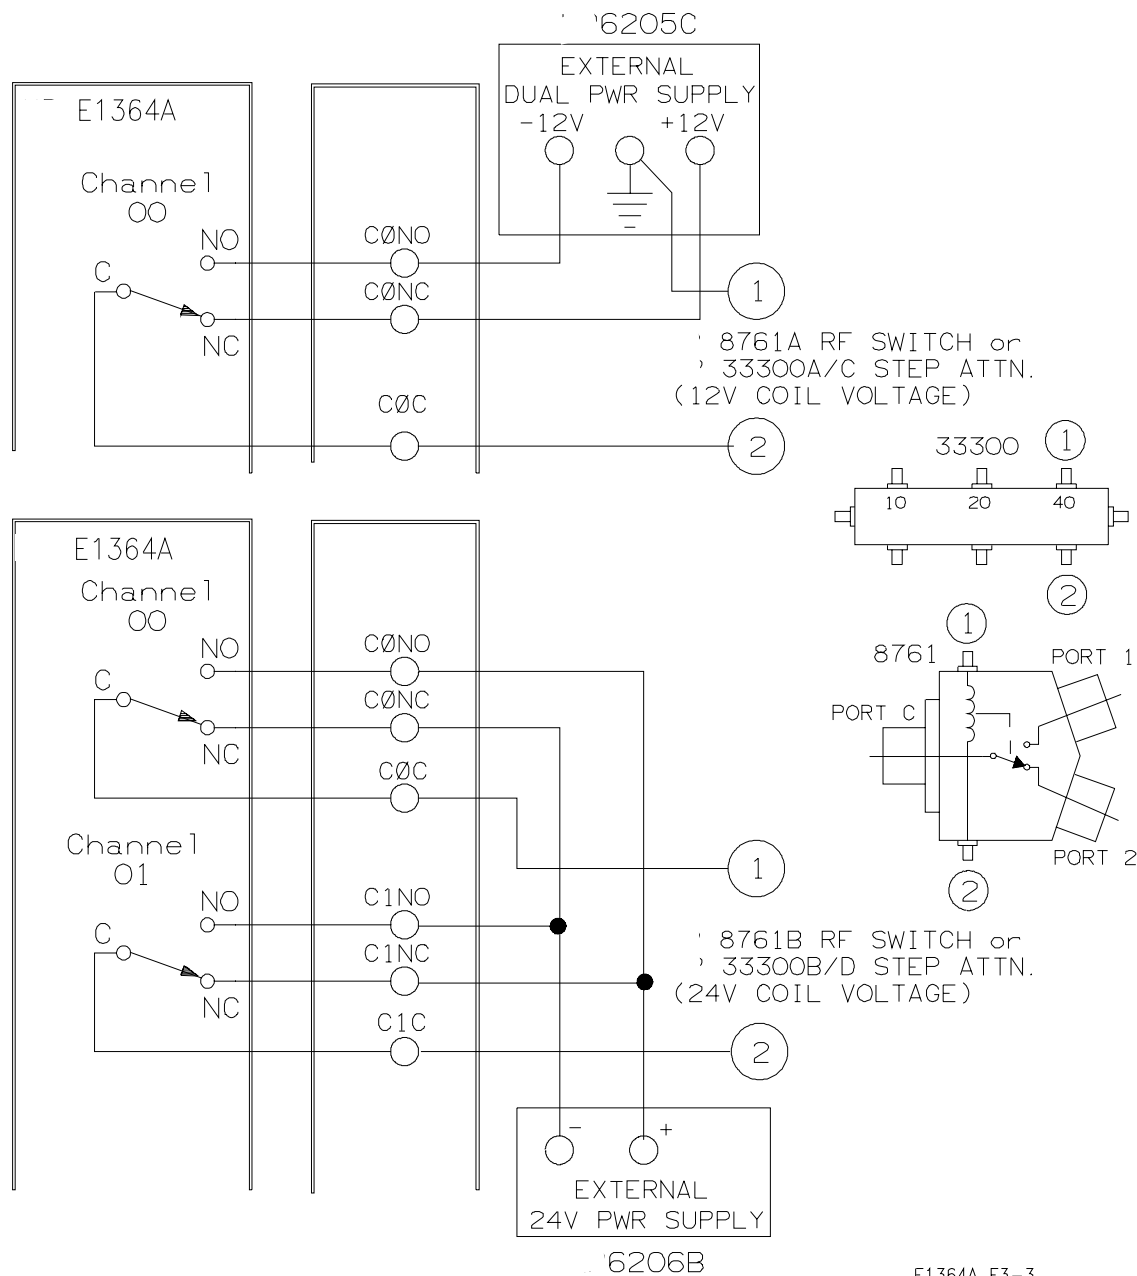 6205C
EXTERNAL
DUAL PWR SUPPLY
-12V +12V
E1364A
Channel
00
NO
C
NC
CØNO
CØNC
CØC
1
8761A RF SWITCH or
33300A/C STEP ATTN.
(12V COIL VOLTAGE)
2
33300
1
10 20 40
2
E1364A
Channel
00
NO
C
NC
CØNO
CØNC
CØC
Channel
01
NO
C
NC
C1NO
C1NC
C1C
1
8761
PORT 1
PORT C
PORT 2
2
1
8761B RF SWITCH or
33300B/D STEP ATTN.
(24V COIL VOLTAGE)
2
- +
EXTERNAL
24V PWR SUPPLY
6206B
E1364A F3-3